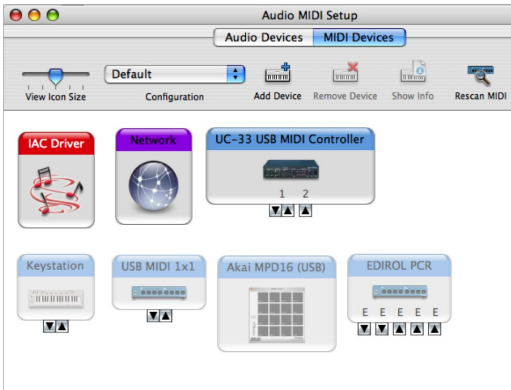 Audio MIDI Setup
Audio Devices MIDI Devices
Default
View Icon Size Configuration Add Device Remove Device Show Info Rescan MIDI
IAC Driver Network UC-33 USB MIDI Controller
1 2
Keystation USB MIDI 1x1 Akai MPD16 (USB) EDIROL PCR
E E E E E